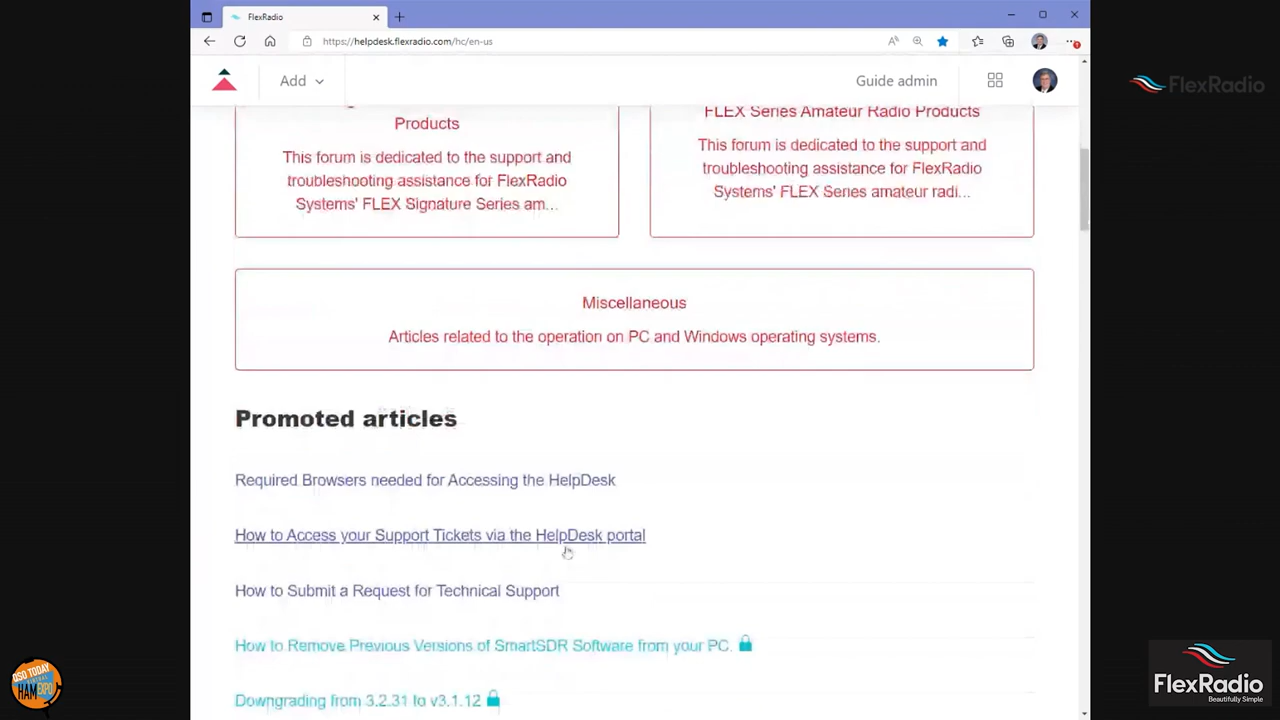 FlexRadio
https://helpdesk.flexradio.com/hc/en-us
Add
Guide admin
FlexRadio
Products
This forum is dedicated to the support and
troubleshooting assistance for FlexRadio
Systems' FLEX Signature Series am...
FLEX Series Amateur Radio Products
This forum is dedicated to the support and
troubleshooting assistance for FlexRadio
Systems' FLEX Series amateur radi...
Miscellaneous
Articles related to the operation on PC and Windows operating systems.
Promoted articles
Required Browsers needed for Accessing the HelpDesk
How to Access your Support Tickets via the HelpDesk portal
How to Submit a Request for Technical Support
How to Remove Previous Versions of SmartSDR Software from your PC.
Downgrading from 3.2.31 to v3.1.12
QSO TODAY
VIRTUAL
HAM EXPO
FlexRadio
Beautifully Simple